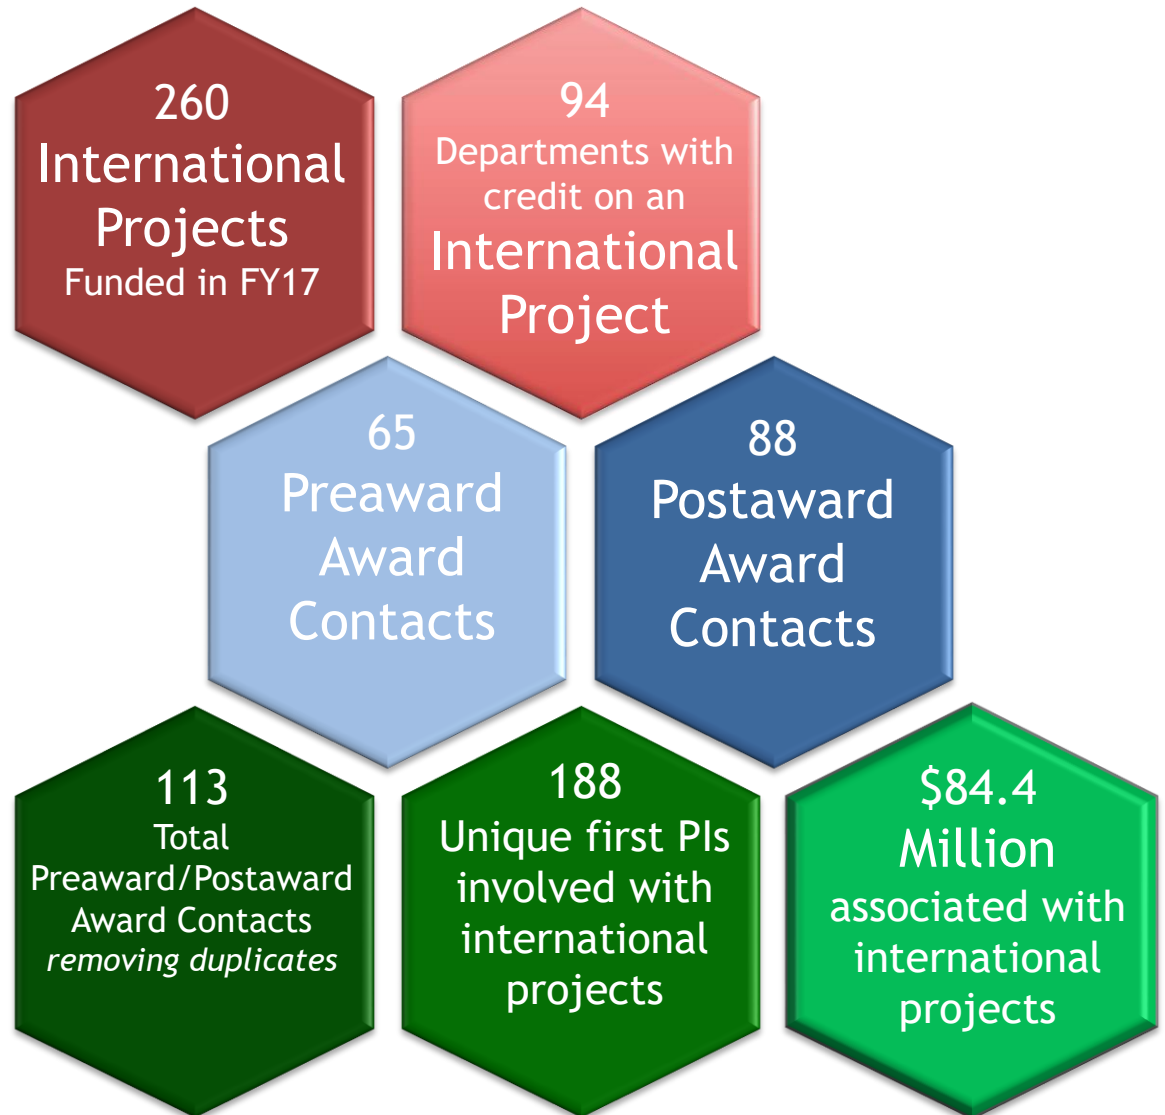 260
International
Projects
Funded in FY17
94
Departments with
credit on an
International
Project
65
Preaward
Award
Contacts
88
Postaward
Award
Contacts
113
Total
Preaward/Postaward
Award Contacts
removing duplicates
188
Unique first PIs
involved with
international
projects
$84.4
Million
associated with
international
projects